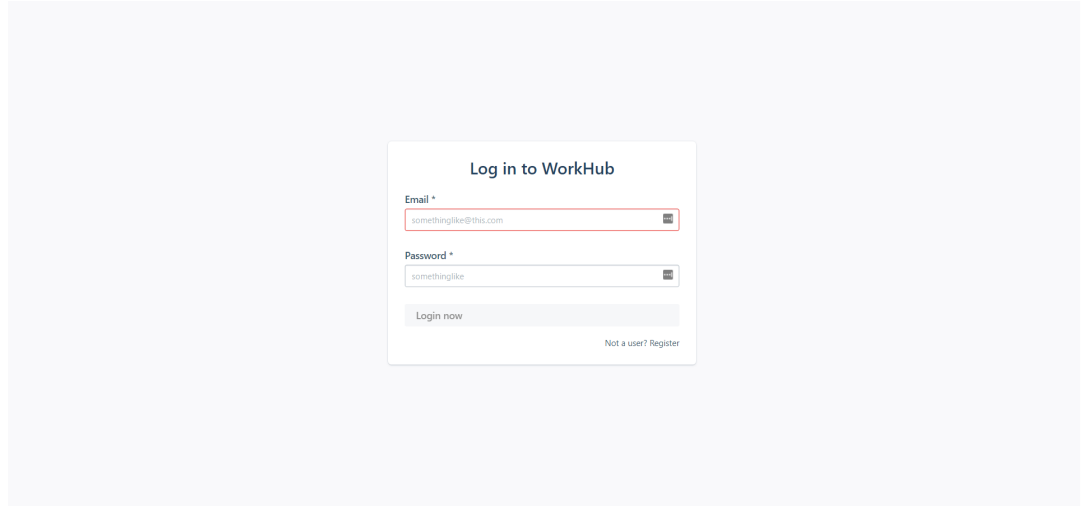 Log in to WorkHub
Email *
somethinglike@this.com
Password *
somethinglike
Login now
Not a user? Register